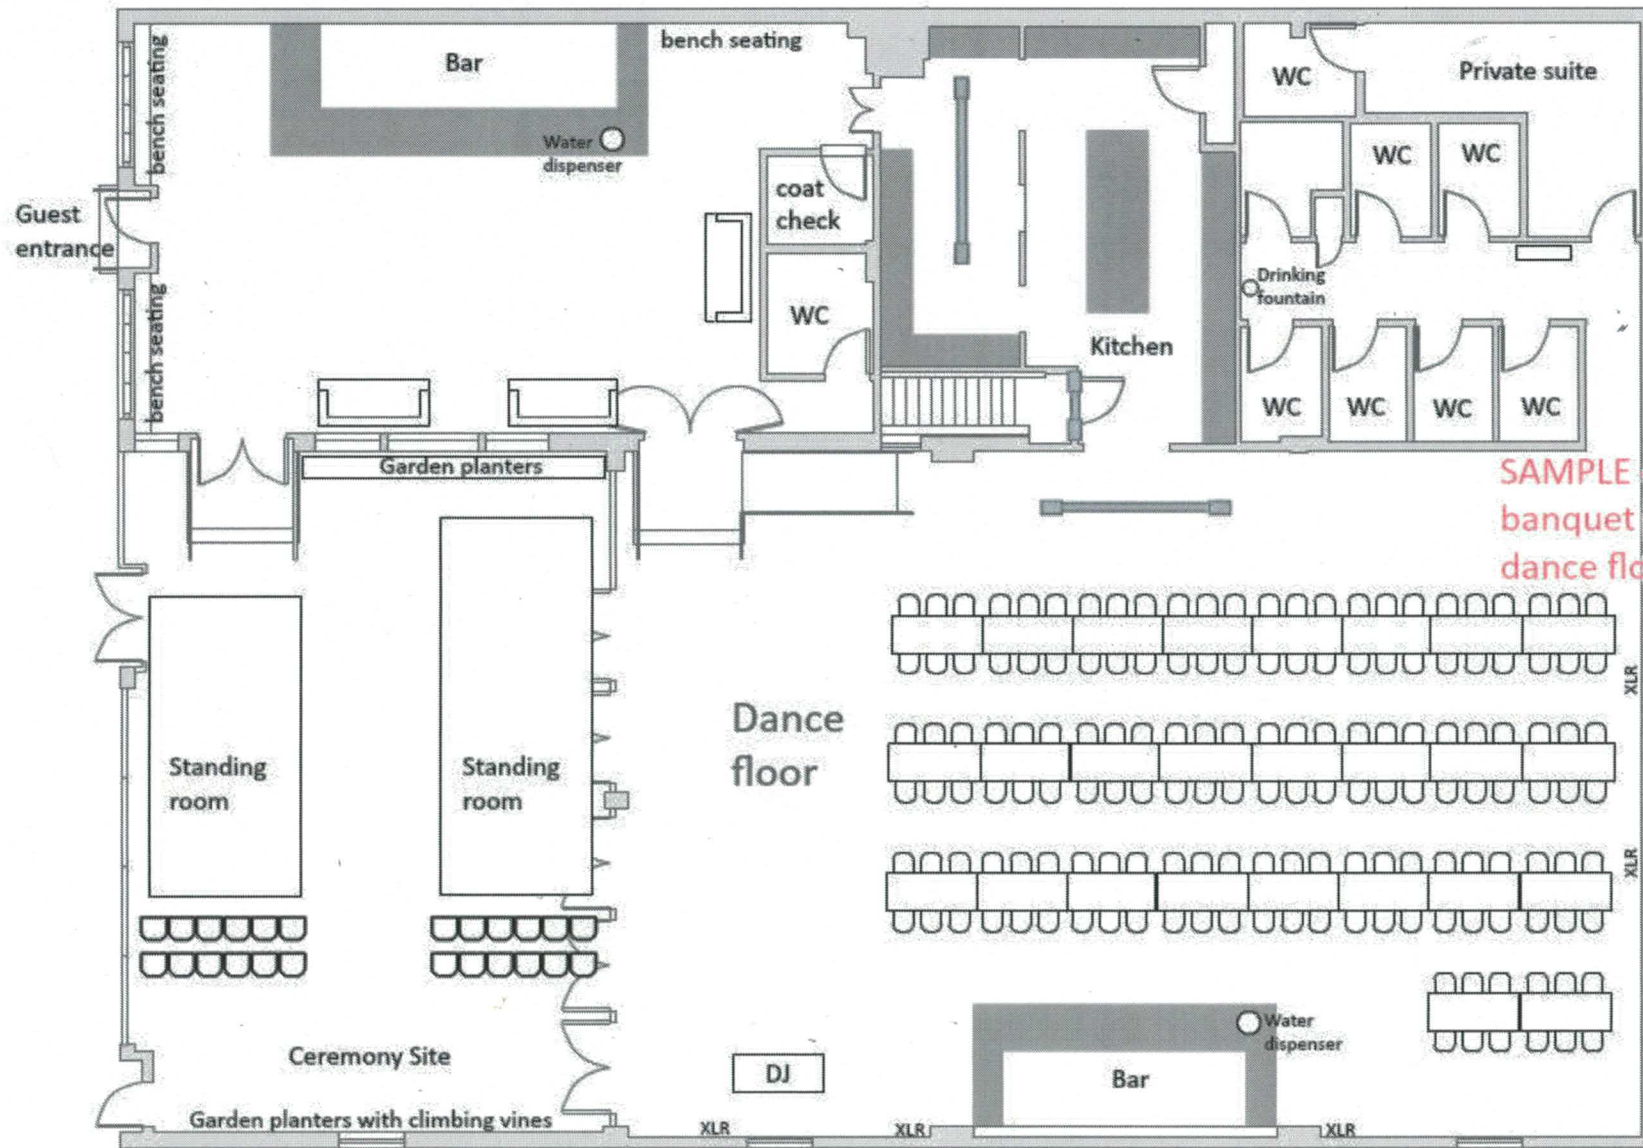 bench seating
Bar
bench seating
WC
Private suite
Water
dispenser
WC
WC
coat
check
Guest
entrance
Drinking
fountain
WC
bench seating
Kitchen
WC
WC
WC
WC
Garden planters
SAMPLE
banquet
dance flo
XLR
Dance
floor
Standing
room
Standing
room
XLR
Water
dispenser
Ceremony Site
DJ
Bar
Garden planters with climbing vines
XLR
XLR
XLR